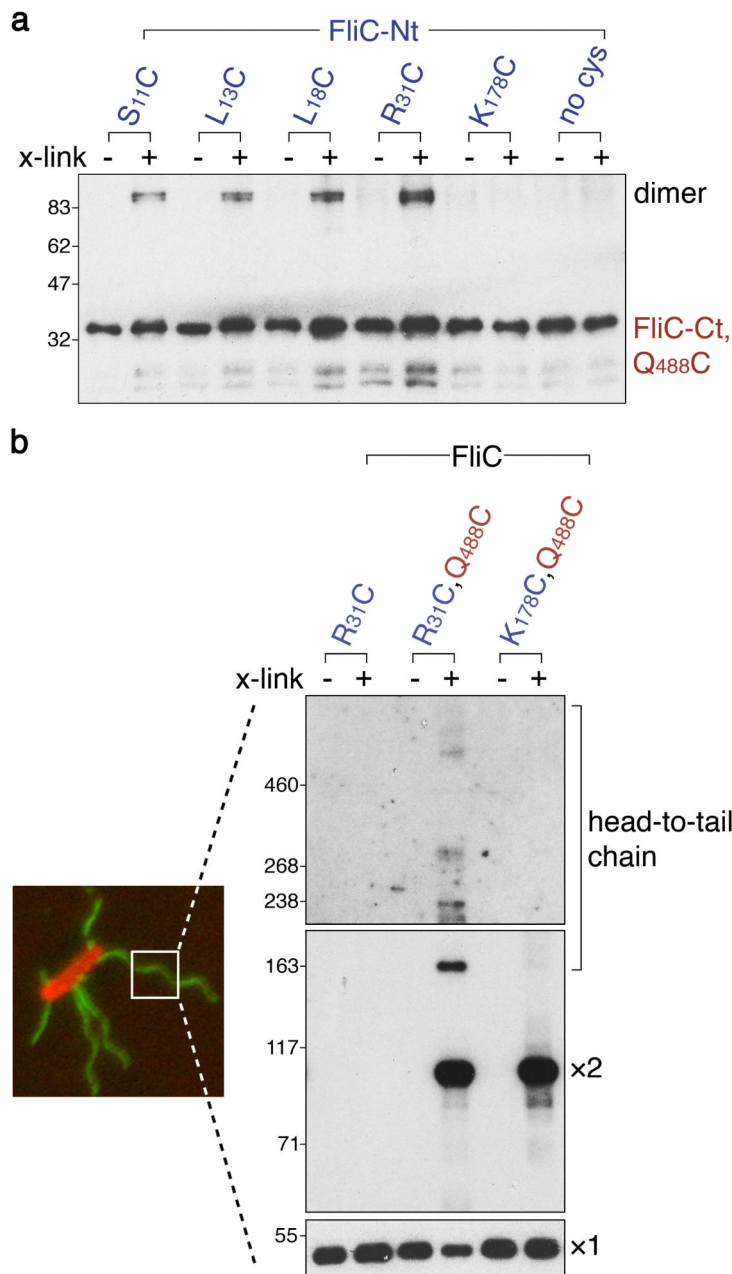 a
FliC-Nt
S11C L13C L18C R31C K178C no cys
x-link - + - + - + - + - + - +
83
dimer
62
47
32
FliC-Ct,
Q488C
b
FliC
R31C R31C,Q488C K178C,Q488C
x-link - + - + - +
460
head-to-tail
chain
268
238
163
117
×2
71
55
×1